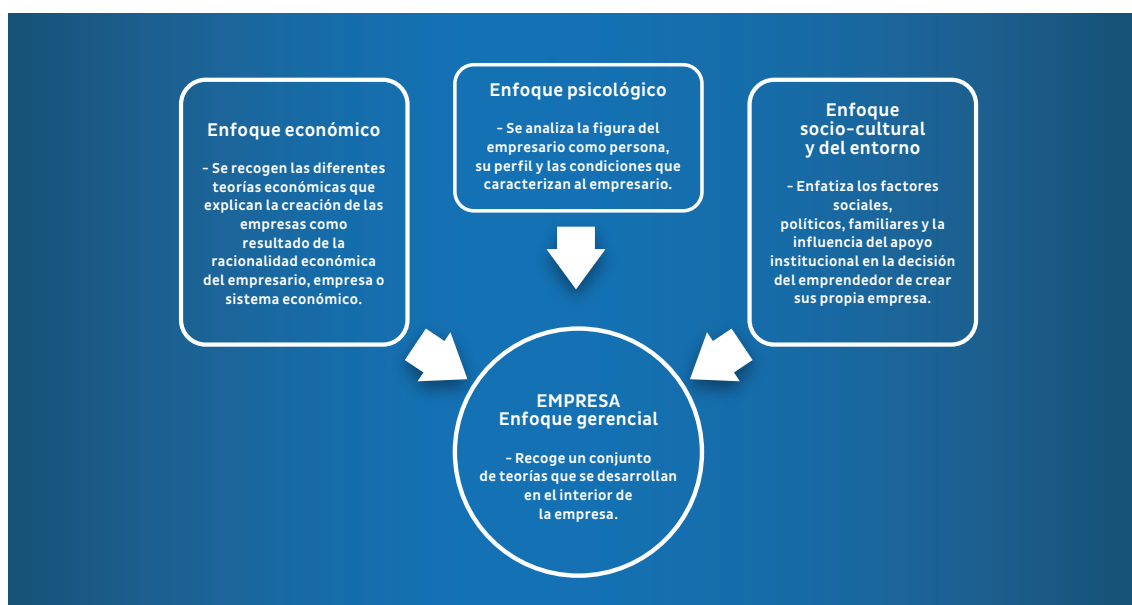 Enfoque económico
- Se recogen las diferentes
teorías económicas que
explican la creación de las
empresas como
resultado de la
racionalidad económica
del empresario, empresa o
sistema económico.
Enfoque psicológico
- Se analiza la figura del
empresario como persona,
su perfil y las condiciones que
caracterizan al empresario.
Enfoque
socio-cultural
y del entorno
- Enfatiza los factores
sociales,
políticos, familiares y la
influencia del apoyo
institucional en la decisión
del emprendedor de crear
sus propia empresa.
EMPRESA
Enfoque gerencial
- Recoge un conjunto
de teorías que se desarrollan
en el interior de
la empresa.